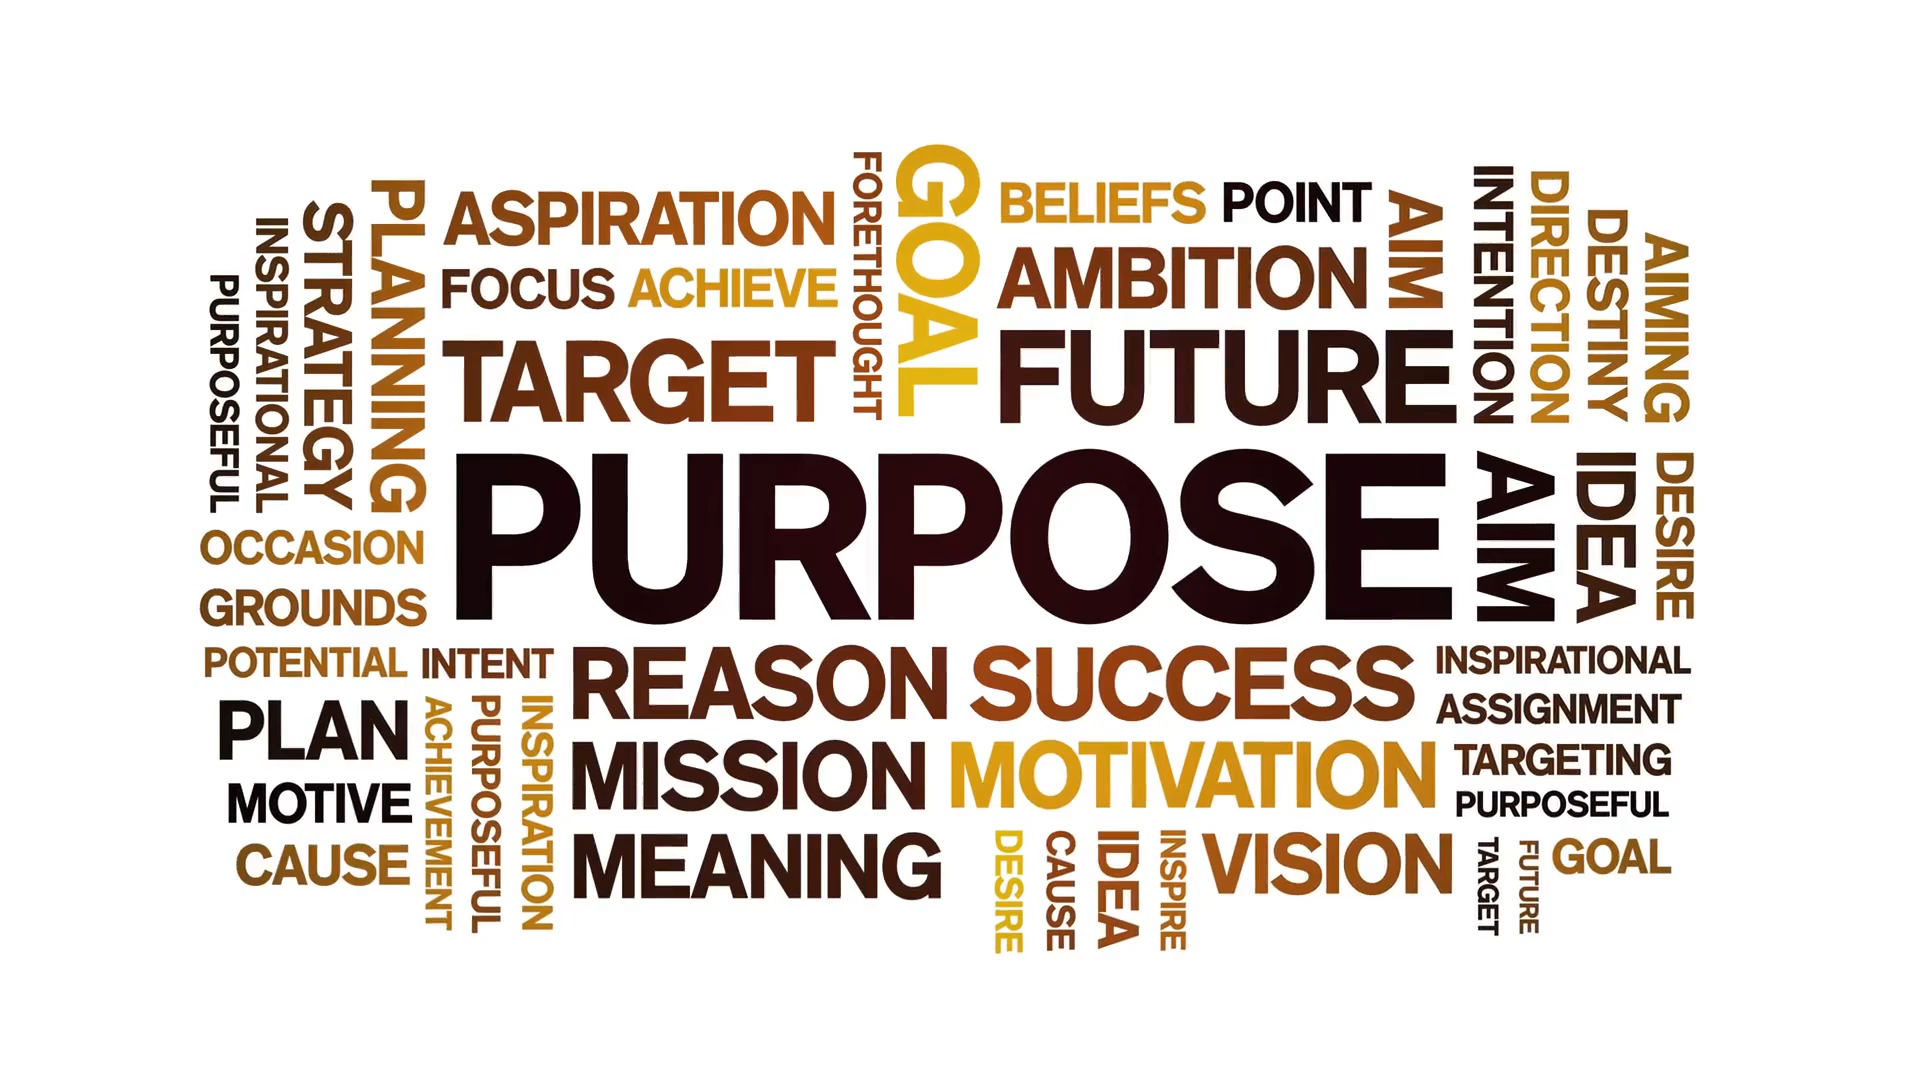 PURPOSEFUL
INSPIRATIONAL
STRATEGY
PLANNING
ASPIRATION
FOCUS ACHIEVE
TARGET
FORETHOUGHT
GOAL
BELIEFS POINT
AMBITION
AIM
FUTURE
INTENTION
DIRECTION
DESTINY
AIMING
OCCASION
GROUNDS
PURPOSE
AIM
IDEA
DESIRE
POTENTIAL INTENT
REASON SUCCESS
INSPIRATIONAL
ASSIGNMENT
PLAN
MOTIVE
CAUSE
ACHIEVEMENT
PURPOSEFUL
INSPIRATION
MISSION MOTIVATION
TARGETING
PURPOSEFUL
MEANING
DESIRE
CAUSE
IDEA
INSPIRE
VISION
TARGET
FUTURE
GOAL